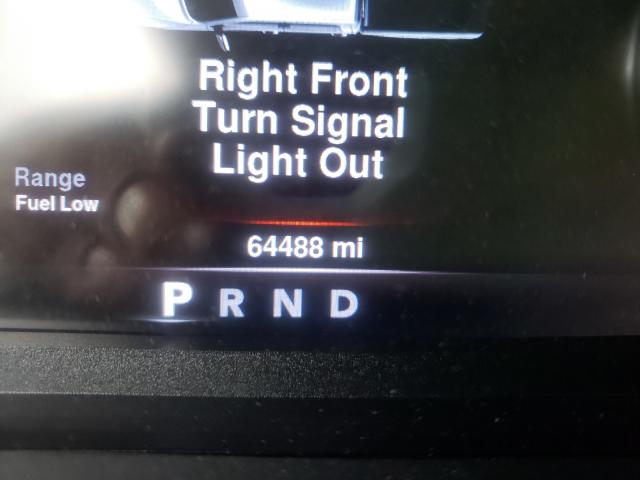 Right Front
Turn Signal
Light Out
Range
Fuel Low
64488 mi
P R N D